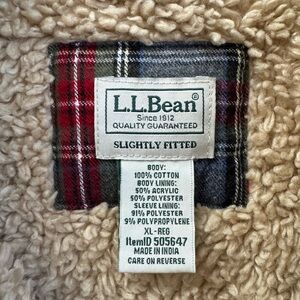 L.L.Bean®
Since 1912
QUALITY GUARANTEED
SLIGHTLY FITTED
BODY:
100% COTTON
BODY LINING:
50% ACRYLIC
50% POLYESTER
SLEEVE LINING:
91% POLYESTER
9% POLYPROPYLENE
XL-REG
ItemID 505647
MADE IN INDIA
CARE ON REVERSE